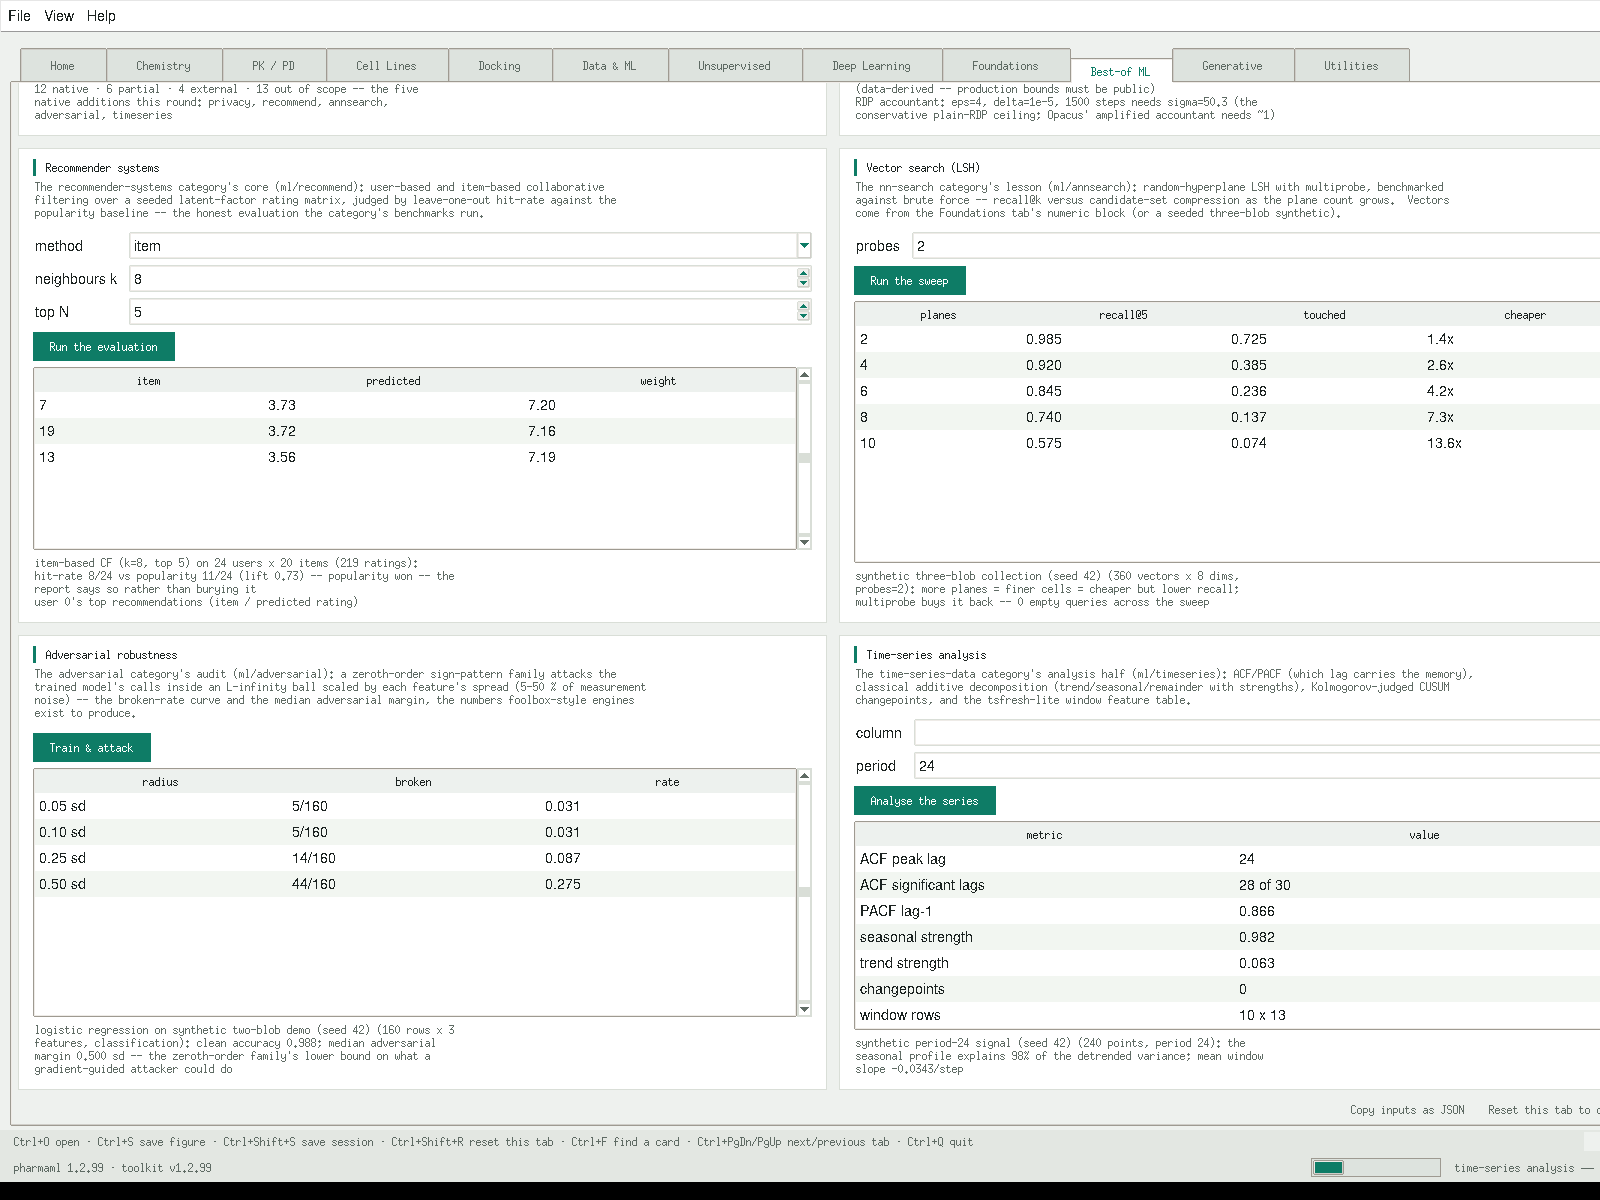 File View Help
Home Chemistry PK / PD Cell Lines Docking Data & ML Unsupervised Deep Learning Foundations Best-of ML Generative Utilities
12 native · 6 partial · 4 external · 13 out of scope -- the five
native additions this round: privacy, recommend, annsearch,
adversarial, timeseries
(data-derived -- production bounds must be public)
RDP accountant: eps=4, delta=1e-5, 1500 steps needs sigma=50.3 (the
conservative plain-RDP ceiling; Opacus' amplified accountant needs ~1)
Recommender systems
The recommender-systems category's core (ml/recommend): user-based and item-based collaborative
filtering over a seeded latent-factor rating matrix, judged by leave-one-out hit-rate against the
popularity baseline -- the honest evaluation the category's benchmarks run.
method item
neighbours k 8
top N 5
Run the evaluation
item predicted weight
7 3.73 7.20
19 3.72 7.16
13 3.56 7.19
item-based CF (k=8, top 5) on 24 users x 20 items (219 ratings):
hit-rate 8/24 vs popularity 11/24 (lift 0.73) -- popularity won -- the
report says so rather than burying it
user 0's top recommendations (item / predicted rating)
Vector search (LSH)
The nn-search category's lesson (ml/annsearch): random-hyperplane LSH with multiprobe, benchmarked
against brute force -- recall@k versus candidate-set compression as the plane count grows. Vectors
come from the Foundations tab's numeric block (or a seeded three-blob synthetic).
probes 2
Run the sweep
planes recall@5 touched cheaper
2 0.985 0.725 1.4x
4 0.920 0.385 2.6x
6 0.845 0.236 4.2x
8 0.740 0.137 7.3x
10 0.575 0.074 13.6x
synthetic three-blob collection (seed 42) (360 vectors x 8 dims,
probes=2): more planes = finer cells = cheaper but lower recall;
multiprobe buys it back -- 0 empty queries across the sweep
Adversarial robustness
The adversarial category's audit (ml/adversarial): a zeroth-order sign-pattern family attacks the
trained model's calls inside an L-infinity ball scaled by each feature's spread (5-50 % of measurement
noise) -- the broken-rate curve and the median adversarial margin, the numbers foolbox-style engines
exist to produce.
Train & attack
radius broken rate
0.05 sd 5/160 0.031
0.10 sd 5/160 0.031
0.25 sd 14/160 0.087
0.50 sd 44/160 0.275
logistic regression on synthetic two-blob demo (seed 42) (160 rows x 3
features, classification): clean accuracy 0.988; median adversarial
margin 0.500 sd -- the zeroth-order family's lower bound on what a
gradient-guided attacker could do
Time-series analysis
The time-series-data category's analysis half (ml/timeseries): ACF/PACF (which lag carries the memory),
classical additive decomposition (trend/seasonal/remainder with strengths), Kolmogorov-judged CUSUM
changepoints, and the tsfresh-lite window feature table.
column
period 24
Analyse the series
metric value
ACF peak lag 24
ACF significant lags 28 of 30
PACF lag-1 0.866
seasonal strength 0.982
trend strength 0.063
changepoints 0
window rows 10 x 13
synthetic period-24 signal (seed 42) (240 points, period 24): the
seasonal profile explains 98% of the detrended variance; mean window
slope -0.0343/step
Copy inputs as JSON Reset this tab to
Ctrl+O open · Ctrl+S save figure · Ctrl+Shift+S save session · Ctrl+Shift+R reset this tab · Ctrl+F find a card · Ctrl+PgDn/PgUp next/previous tab · Ctrl+Q quit
pharmaml 1.2.99 · toolkit v1.2.99
time-series analysis —